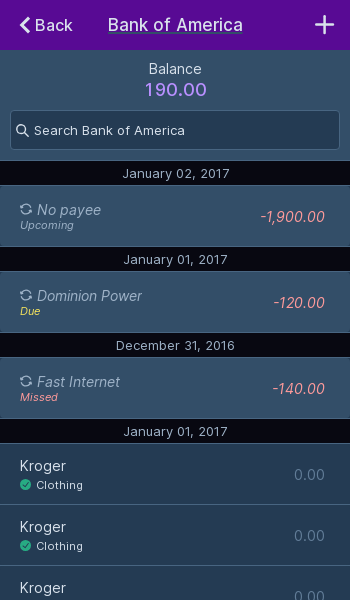 Back
Bank of America
Balance
190.00
Search Bank of America
January 02, 2017
No payee
-1,900.00
Upcoming
January 01, 2017
Dominion Power
-120.00
Due
December 31, 2016
Fast Internet
-140.00
Missed
January 01, 2017
Kroger
0.00
Clothing
Kroger
0.00
Clothing
Kroger
0.00